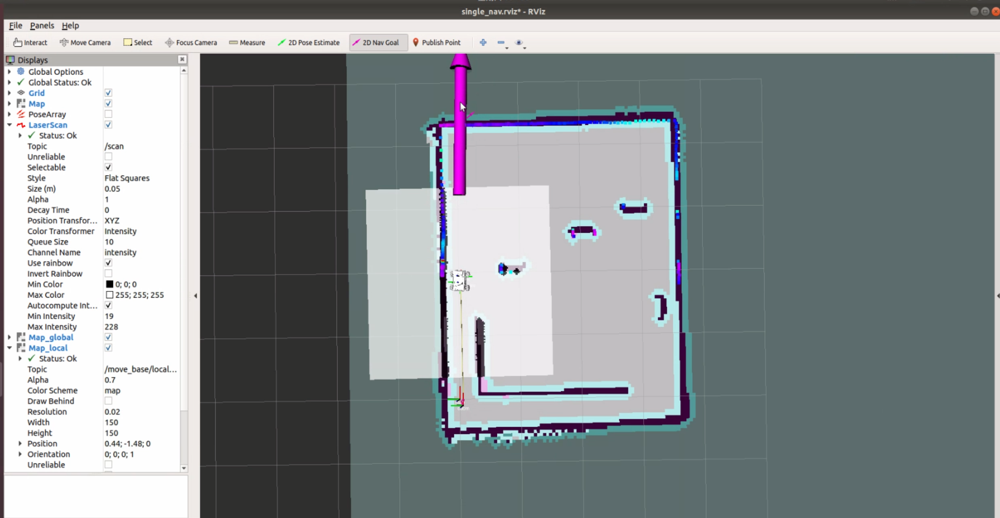 single_nav.rviz* - RViz
File Panels Help
Interact Move Camera Select Focus Camera Measure 2D Pose Estimate 2D Nav Goal Publish Point
Displays
Global Options
Global Status: Ok
Grid
Map
PoseArray
LaserScan
Status: Ok
Topic /scan
Unreliable
Selectable
Style Flat Squares
Size (m) 0.05
Alpha 1
Decay Time 0
Position Transfor... XYZ
Color Transformer Intensity
Queue Size 10
Channel Name intensity
Use rainbow
Invert Rainbow
Min Color 0; 0; 0
Max Color 255; 255; 255
Autocompute Int...
Min Intensity 19
Max Intensity 228
Map_global
Map_local
Status: Ok
Topic /move_base/local...
Alpha 0.7
Color Scheme map
Draw Behind
Resolution 0.02
Width 150
Height 150
Position 0.44; -1.48; 0
Orientation 0; 0; 0; 1
Unreliable